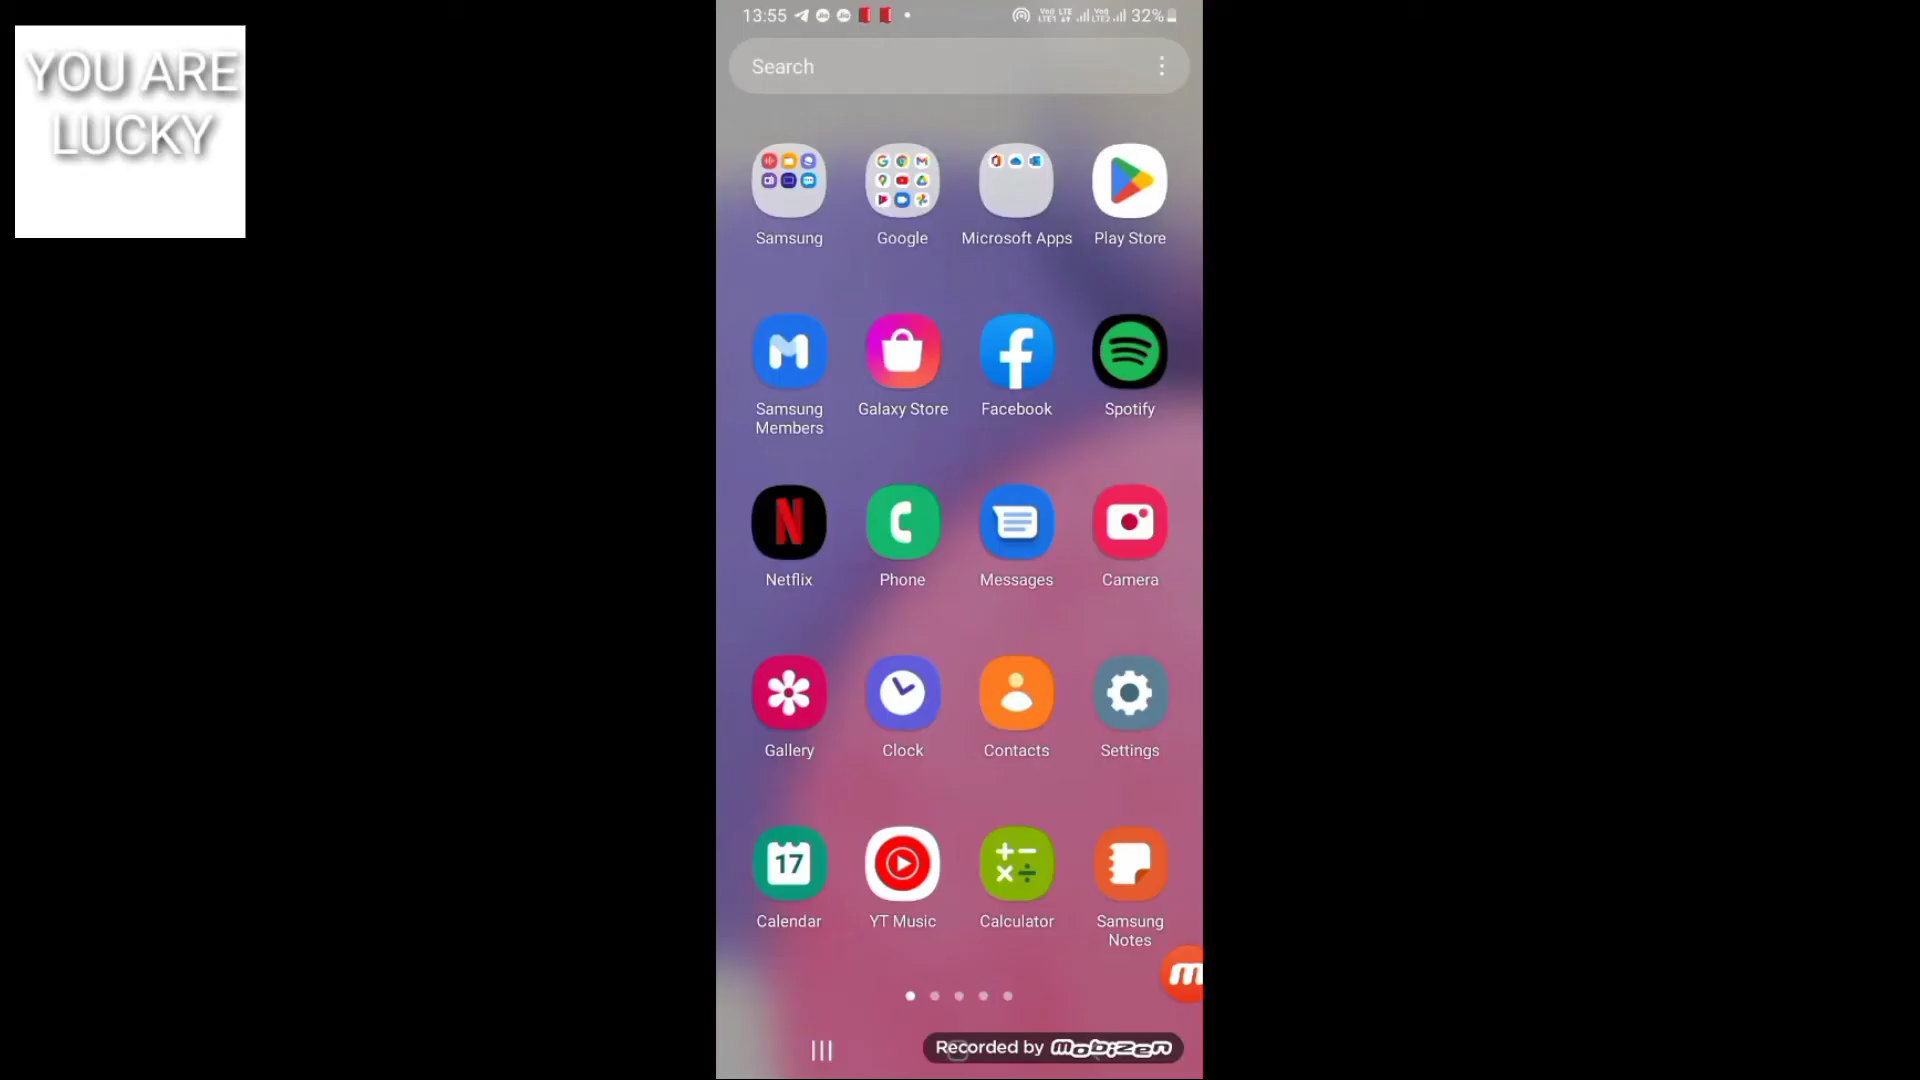 YOU ARE
LUCKY
13:55
32%
Search
Samsung
Google
Microsoft Apps
Play Store
Samsung
Members
Galaxy Store
Facebook
Spotify
Netflix
Phone
Messages
Camera
Gallery
Clock
Contacts
Settings
17
Calendar
YT Music
Calculator
Samsung
Notes
Recorded by mobizen